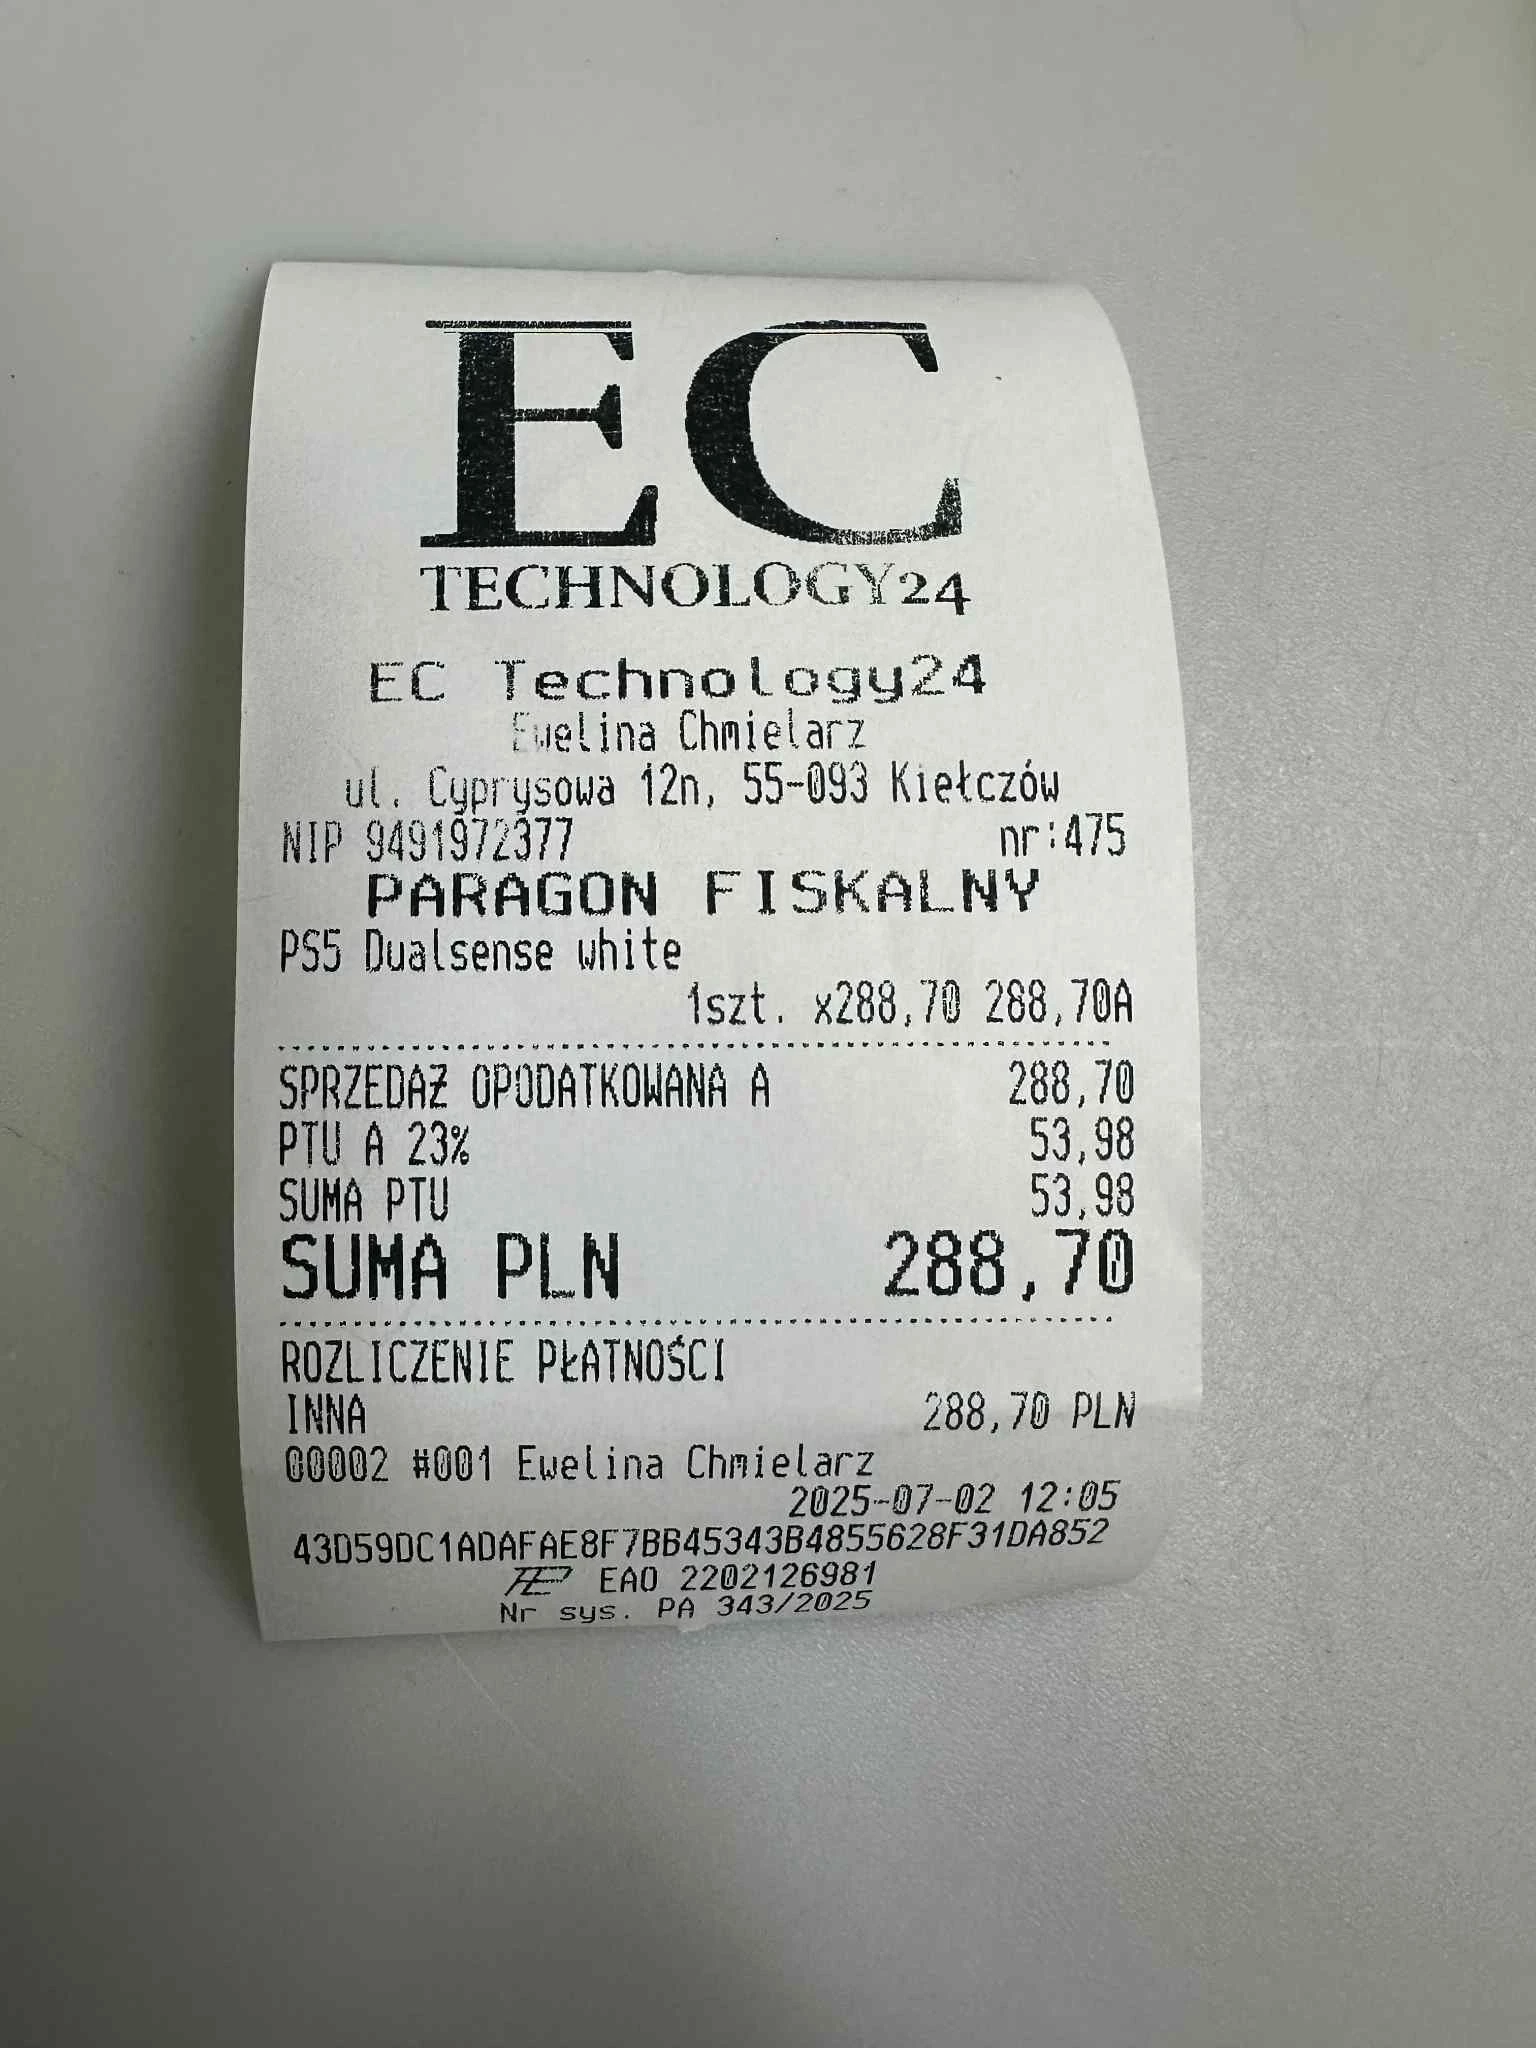 EC
TECHNOLOGY24
EC Technology24
Ewelina Chmielarz
ul. Cyprysowa 12n, 55-093 Kiełczów
NIP 9491972377 nr:475
PARAGON FISKALNY
PS5 Dualsense white
1szt. x288,70 288,70A
SPRZEDAŻ OPODATKOWANA A 288,70
PTU A 23% 53,98
SUMA PTU 53,98
SUMA PLN 288,70
ROZLICZENIE PŁATNOŚCI
INNA 288,70 PLN
00002 #001 Ewelina Chmielarz
2025-07-02 12:05
43D59DC1ADAFAE8F7BB45343B4855628F31DA852
EAO 2202126981
Nr sys. PA 343/2025